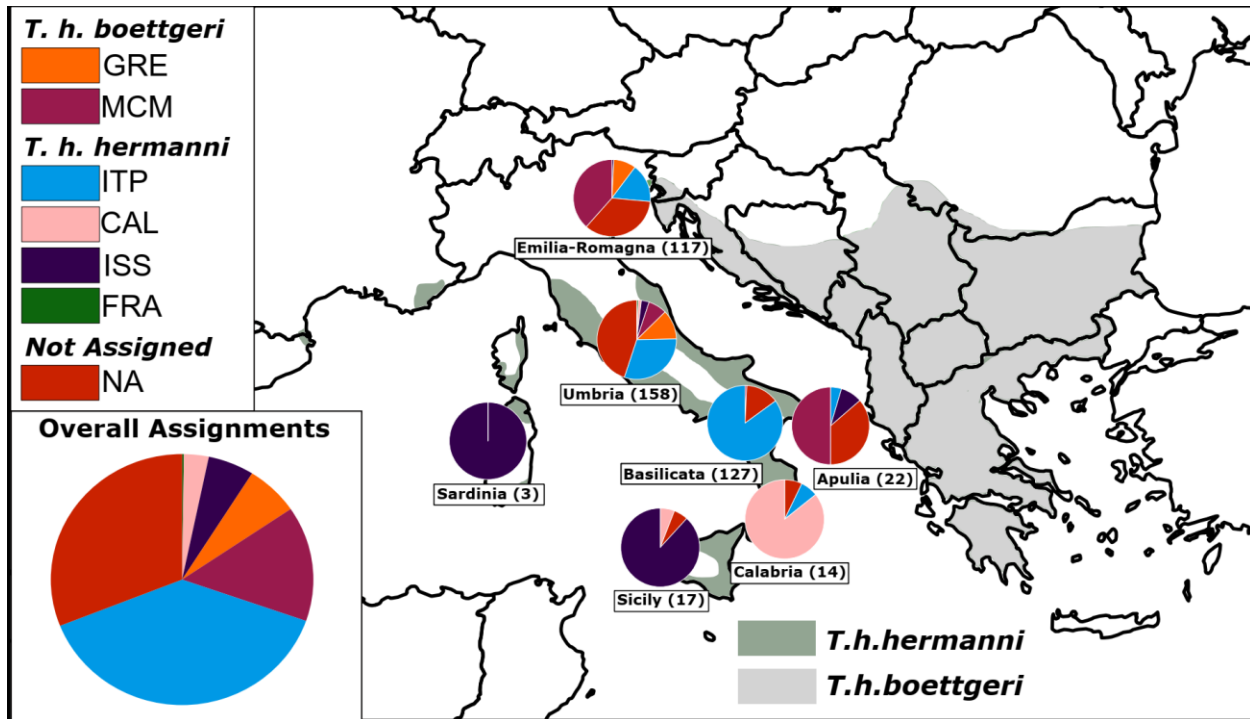 T. h. boettgeri
GRE
MCM
T. h. hermanni
ITP
CAL
ISS
FRA
Not Assigned
NA
Overall Assignments
Emilia-Romagna (117)
Umbria (158)
Sardinia (3)
Basilicata (127)
Apulia (22)
Calabria (14)
Sicily (17)
T.h.hermanni
T.h.boettgeri